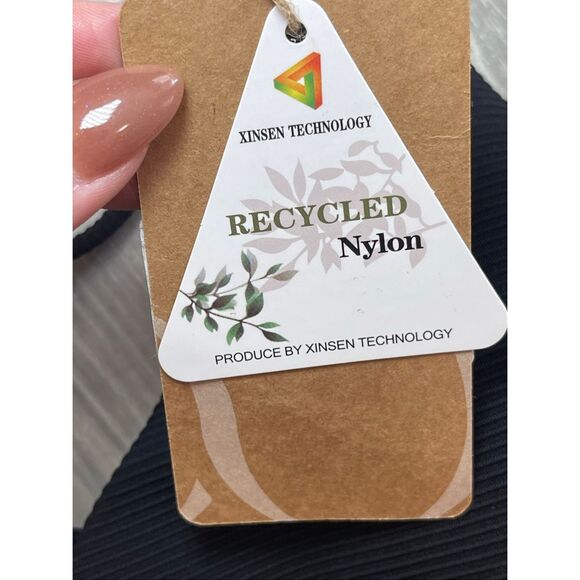 XINSEN TECHNOLOGY
RECYCLED
Nylon
PRODUCE BY XINSEN TECHNOLOGY